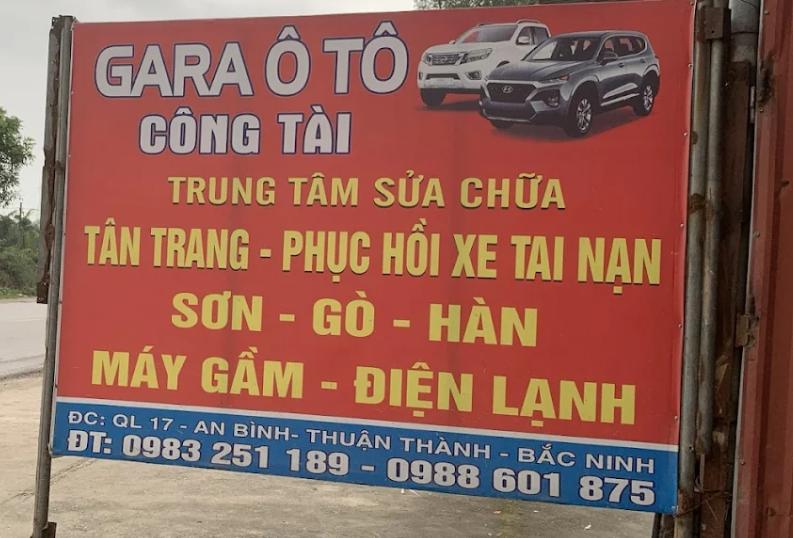 GARA Ô TÔ
CÔNG TÀI
TRUNG TÂM SỬA CHỮA
TÂN TRANG - PHỤC HỒI XE TAI NẠN
SƠN - GÒ - HÀN
MÁY GẦM - ĐIỆN LẠNH
ĐC: QL 17 - AN BÌNH- THUẬN THÀNH - BẮC NINH
ĐT: 0983 251 189 - 0988 601 875